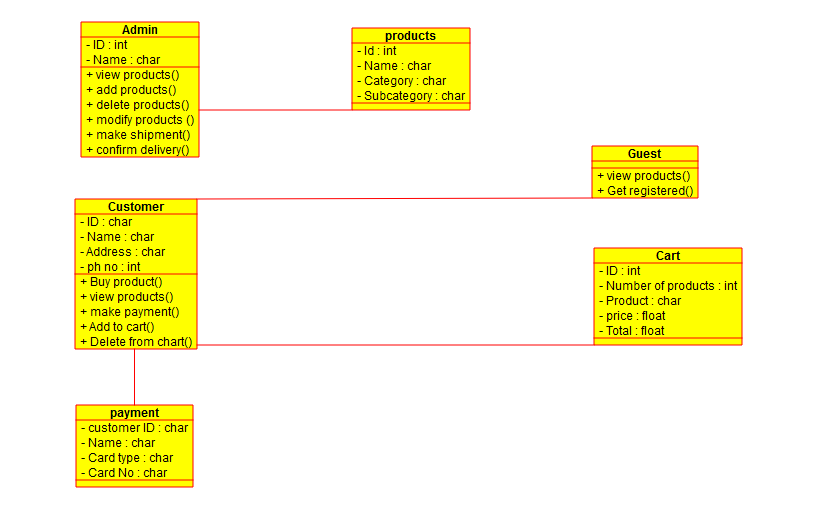 Admin
- ID : int
- Name : char
+ view products()
+ add products()
+ delete products()
+ modify products ()
+ make shipment()
+ confirm delivery()
products
- Id : int
- Name : char
- Category : char
- Subcategory : char
Guest
+ view products()
+ Get registered()
Customer
- ID : char
- Name : char
- Address : char
- ph no : int
+ Buy product()
+ view products()
+ make payment()
+ Add to cart()
+ Delete from chart()
Cart
- ID : int
- Number of products : int
- Product : char
- price : float
- Total : float
payment
- customer ID : char
- Name : char
- Card type : char
- Card No : char